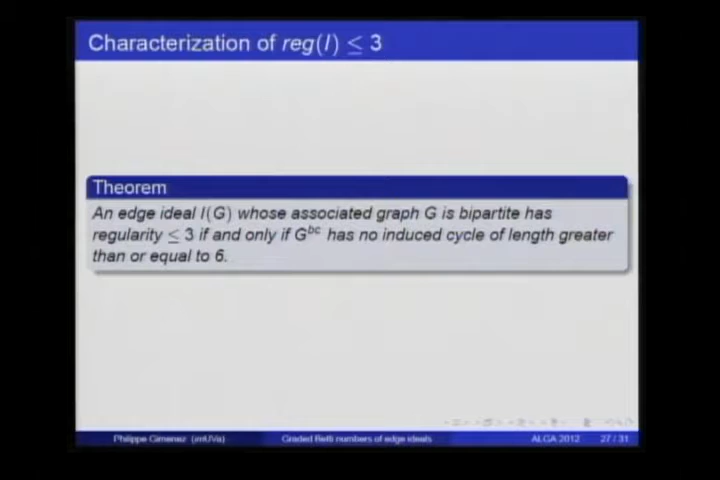 Characterization of reg(I) ≤ 3
Theorem
An edge ideal I(G) whose associated graph G is bipartite has
regularity ≤ 3 if and only if G^bc has no induced cycle of length greater
than or equal to 6.
Philippe Gimenez (IMUVa)
Graded Betti numbers of edge ideals
ALGA 2012
27 / 31